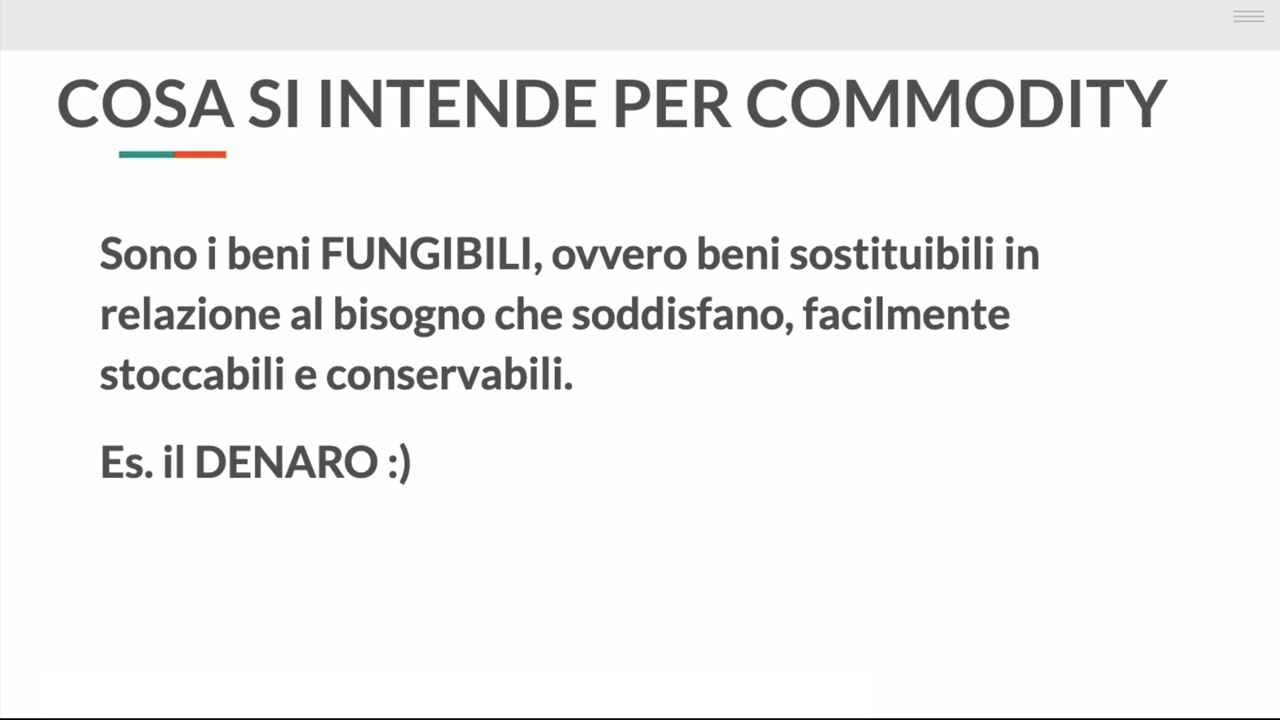 COSA SI INTENDE PER COMMODITY
Sono i beni FUNGIBILI, ovvero beni sostituibili in
relazione al bisogno che soddisfano, facilmente
stoccabili e conservabili.
Es. il DENARO :)